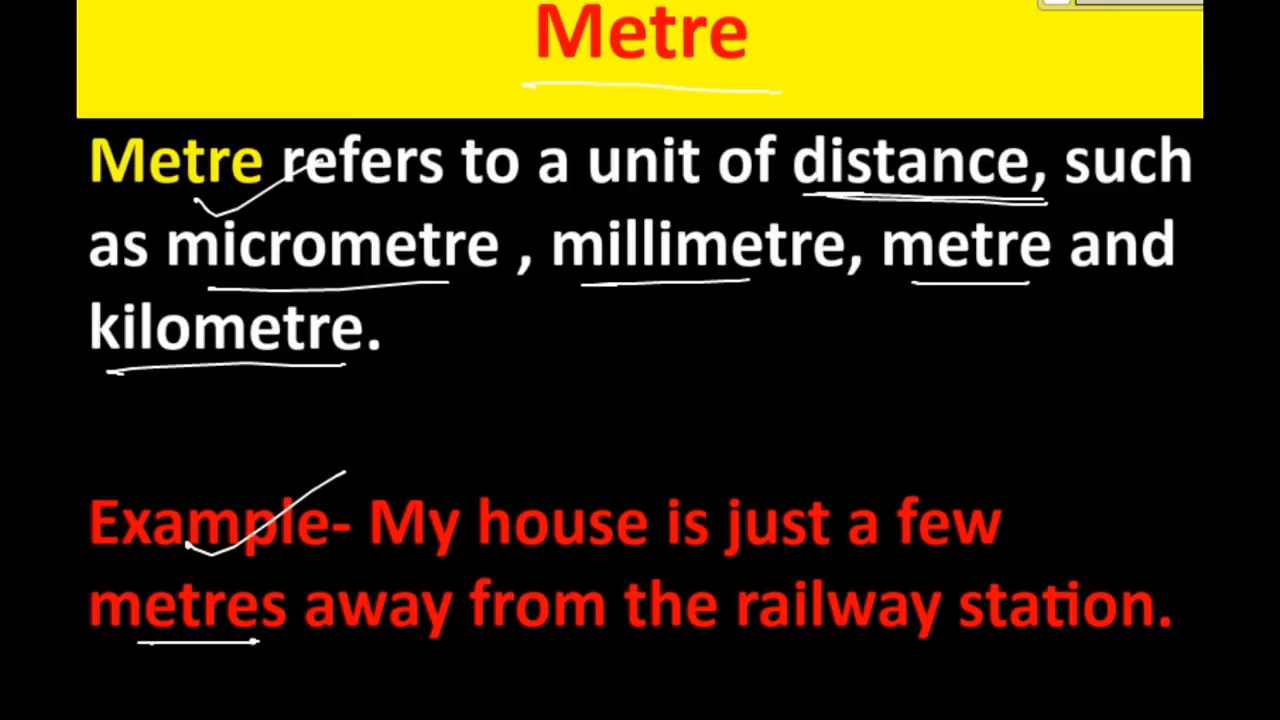 Metre
Metre refers to a unit of distance, such
as micrometre , millimetre, metre and
kilometre.
Example- My house is just a few
metres away from the railway station.